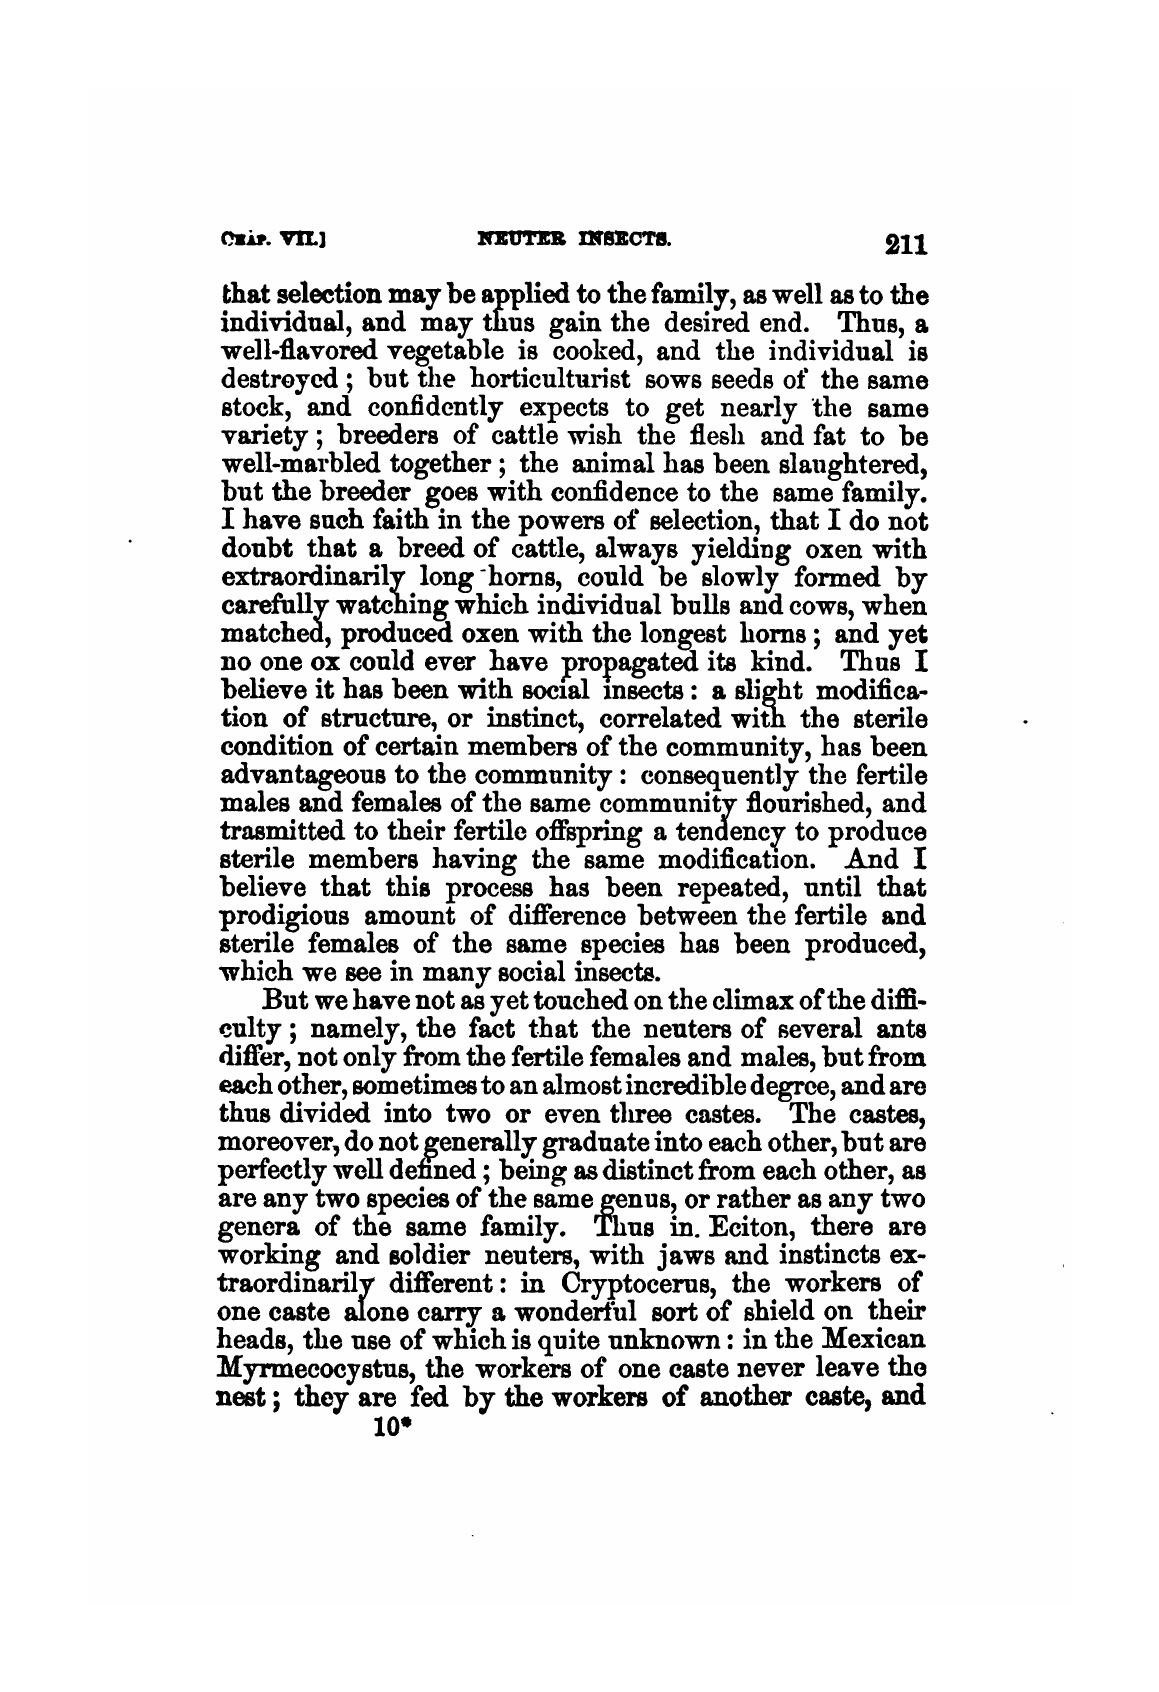 CHAP. VII.] NEUTER INSECTS. 211
that selection may be applied to the family, as well as to the
individual, and may thus gain the desired end. Thus, a
well-flavored vegetable is cooked, and the individual is
destroyed; but the horticulturist sows seeds of the same
stock, and confidently expects to get nearly the same
variety; breeders of cattle wish the flesh and fat to be
well-marbled together; the animal has been slaughtered,
but the breeder goes with confidence to the same family.
I have such faith in the powers of selection, that I do not
doubt that a breed of cattle, always yielding oxen with
extraordinarily long horns, could be slowly formed by
carefully watching which individual bulls and cows, when
matched, produced oxen with the longest horns; and yet
no one ox could ever have propagated its kind. Thus I
believe it has been with social insects: a slight modifica-
tion of structure, or instinct, correlated with the sterile
condition of certain members of the community, has been
advantageous to the community: consequently the fertile
males and females of the same community flourished, and
trasmitted to their fertile offspring a tendency to produce
sterile members having the same modification. And I
believe that this process has been repeated, until that
prodigious amount of difference between the fertile and
sterile females of the same species has been produced,
which we see in many social insects.
But we have not as yet touched on the climax of the diffi-
culty; namely, the fact that the neuters of several ants
differ, not only from the fertile females and males, but from
each other, sometimes to an almost incredible degree, and are
thus divided into two or even three castes. The castes,
moreover, do not generally graduate into each other, but are
perfectly well defined; being as distinct from each other, as
are any two species of the same genus, or rather as any two
genera of the same family. Thus in Eciton, there are
working and soldier neuters, with jaws and instincts ex-
traordinarily different: in Cryptocerus, the workers of
one caste alone carry a wonderful sort of shield on their
heads, the use of which is quite unknown: in the Mexican
Myrmecocystus, the workers of one caste never leave the
nest; they are fed by the workers of another caste, and
10*